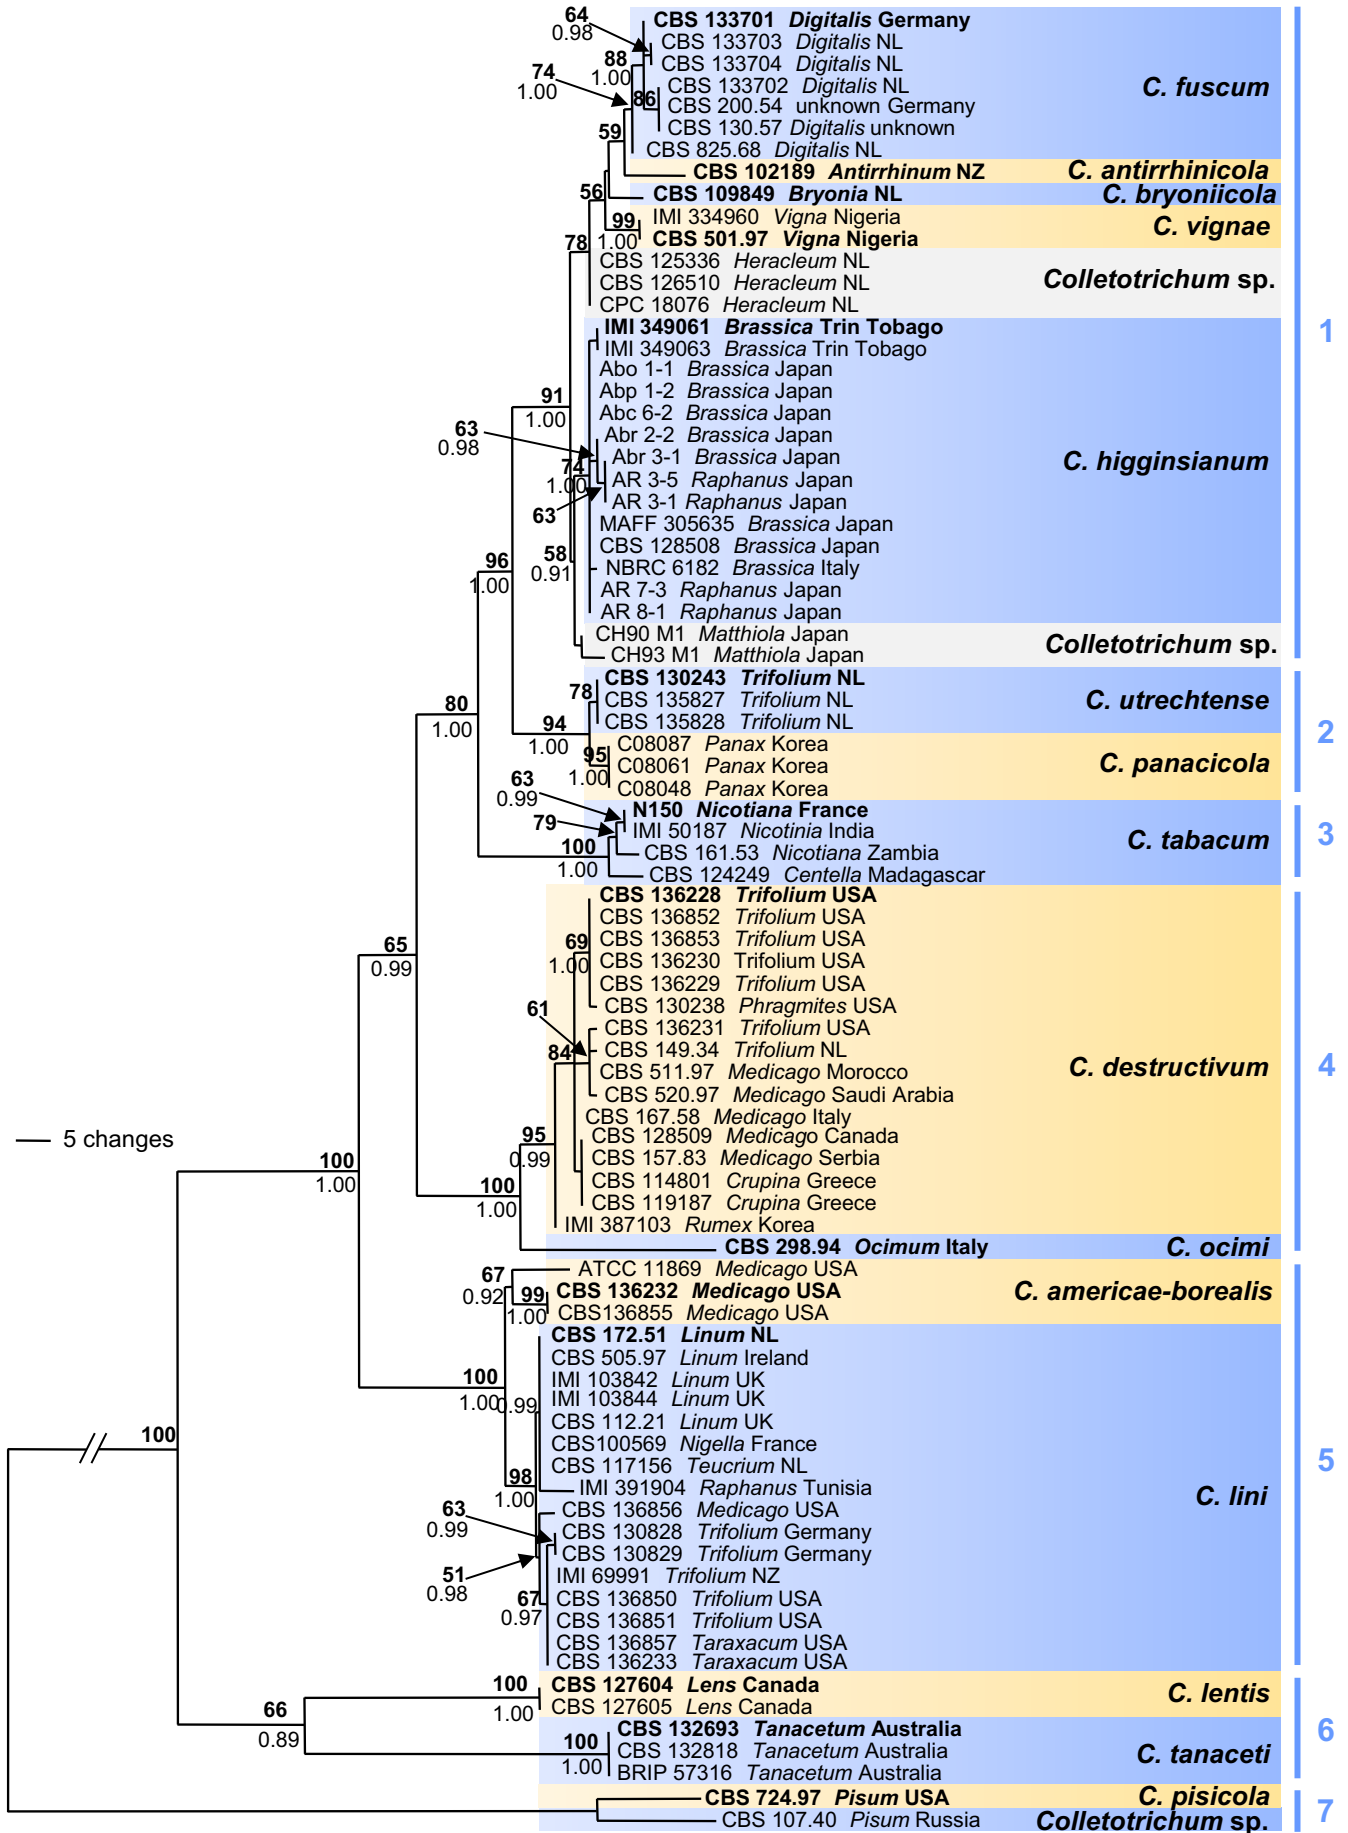 64
0.98
CBS 133701 Digitalis Germany
CBS 133703 Digitalis NL
CBS 133704 Digitalis NL
88
1.00
74
1.00
CBS 133702 Digitalis NL
86
CBS 200.54 unknown Germany
CBS 130.57 Digitalis unknown
CBS 825.68 Digitalis NL
C. fuscum
59
CBS 102189 Antirrhinum NZ
C. antirrhinicola
56
CBS 109849 Bryonia NL
C. bryoniicola
99
1.00
IMI 334960 Vigna Nigeria
CBS 501.97 Vigna Nigeria
C. vignae
78
CBS 125336 Heracleum NL
CBS 126510 Heracleum NL
CPC 18076 Heracleum NL
Colletotrichum sp.
1
IMI 349061 Brassica Trin Tobago
IMI 349063 Brassica Trin Tobago
Abo 1-1 Brassica Japan
Abp 1-2 Brassica Japan
91
1.00
Abc 6-2 Brassica Japan
63
0.98
Abr 2-2 Brassica Japan
Abr 3-1 Brassica Japan
74
1.00
AR 3-5 Raphanus Japan
AR 3-1 Raphanus Japan
63
MAFF 305635 Brassica Japan
CBS 128508 Brassica Japan
58
0.91
NBRC 6182 Brassica Italy
AR 7-3 Raphanus Japan
AR 8-1 Raphanus Japan
C. higginsianum
96
1.00
CH90 M1 Matthiola Japan
CH93 M1 Matthiola Japan
Colletotrichum sp.
CBS 130243 Trifolium NL
78
CBS 135827 Trifolium NL
CBS 135828 Trifolium NL
C. utrechtense
80
1.00
94
1.00
2
C08087 Panax Korea
95
1.00
C08061 Panax Korea
C08048 Panax Korea
C. panacicola
63
0.99
N150 Nicotiana France
79
IMI 50187 Nicotinia India
CBS 161.53 Nicotiana Zambia
100
1.00
CBS 124249 Centella Madagascar
C. tabacum
3
CBS 136228 Trifolium USA
CBS 136852 Trifolium USA
CBS 136853 Trifolium USA
69
1.00
CBS 136230 Trifolium USA
CBS 136229 Trifolium USA
65
0.99
CBS 130238 Phragmites USA
61
CBS 136231 Trifolium USA
84
CBS 149.34 Trifolium NL
CBS 511.97 Medicago Morocco
CBS 520.97 Medicago Saudi Arabia
CBS 167.58 Medicago Italy
C. destructivum
4
5 changes
95
0.99
CBS 128509 Medicago Canada
CBS 157.83 Medicago Serbia
CBS 114801 Crupina Greece
CBS 119187 Crupina Greece
IMI 387103 Rumex Korea
100
1.00
100
1.00
CBS 298.94 Ocimum Italy
C. ocimi
67
0.92
ATCC 11869 Medicago USA
99
1.00
CBS 136232 Medicago USA
CBS136855 Medicago USA
C. americae-borealis
CBS 172.51 Linum NL
CBS 505.97 Linum Ireland
IMI 103842 Linum UK
100
1.00
0.99
IMI 103844 Linum UK
CBS 112.21 Linum UK
100
CBS100569 Nigella France
CBS 117156 Teucrium NL
98
1.00
IMI 391904 Raphanus Tunisia
5
C. lini
63
0.99
CBS 136856 Medicago USA
CBS 130828 Trifolium Germany
CBS 130829 Trifolium Germany
51
0.98
IMI 69991 Trifolium NZ
67
0.97
CBS 136850 Trifolium USA
CBS 136851 Trifolium USA
CBS 136857 Taraxacum USA
CBS 136233 Taraxacum USA
100
1.00
CBS 127604 Lens Canada
CBS 127605 Lens Canada
C. lentis
66
0.89
6
CBS 132693 Tanacetum Australia
100
1.00
CBS 132818 Tanacetum Australia
BRIP 57316 Tanacetum Australia
C. tanaceti
CBS 724.97 Pisum USA
C. pisicola
7
CBS 107.40 Pisum Russia
Colletotrichum sp.